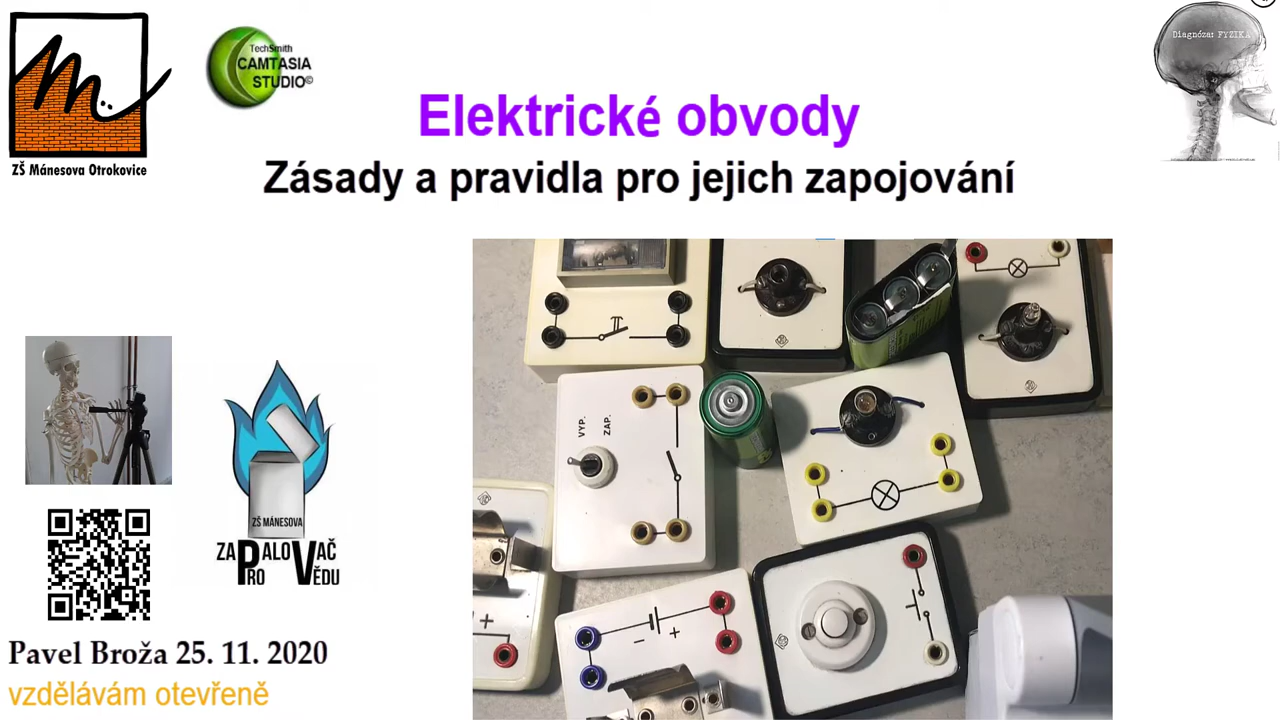 ZŠ Mánesova Otrokovice
TechSmith
CAMTASIA
STUDIO©
Diagnóza: FYZIKA
Elektrické obvody
Zásady a pravidla pro jejich zapojování
VYP.
ZAP.
ZŠ MÁNESOVA
ZAPALOVAČ
PRO VĚDU
+
− +
Pavel Broža 25. 11. 2020
vzdělávám otevřeně